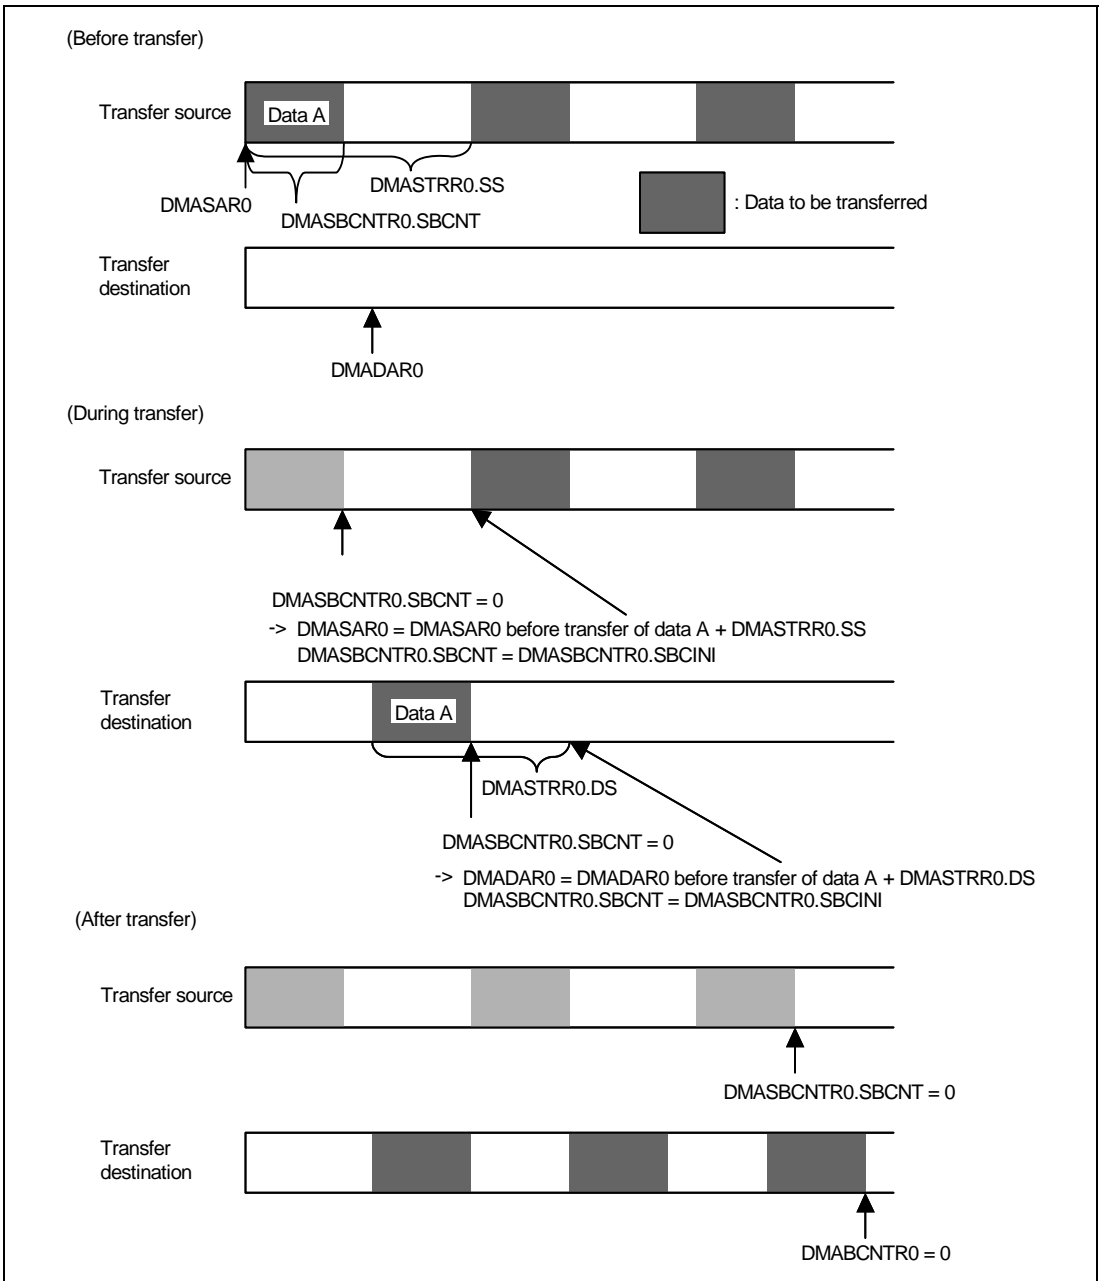 (Before transfer)
Transfer source
Data A
DMASTRR0.SS
DMASAR0
DMASBCNTR0.SBCNT
: Data to be transferred
Transfer
destination
DMADAR0
(During transfer)
Transfer source
DMASBCNTR0.SBCNT = 0
-> DMASAR0 = DMASAR0 before transfer of data A + DMASTRR0.SS
DMASBCNTR0.SBCNT = DMASBCNTR0.SBCINI
Transfer
destination
Data A
DMASTRR0.DS
DMASBCNTR0.SBCNT = 0
-> DMADAR0 = DMADAR0 before transfer of data A + DMASTRR0.DS
DMASBCNTR0.SBCNT = DMASBCNTR0.SBCINI
(After transfer)
Transfer source
DMASBCNTR0.SBCNT = 0
Transfer
destination
DMABCNTR0 = 0